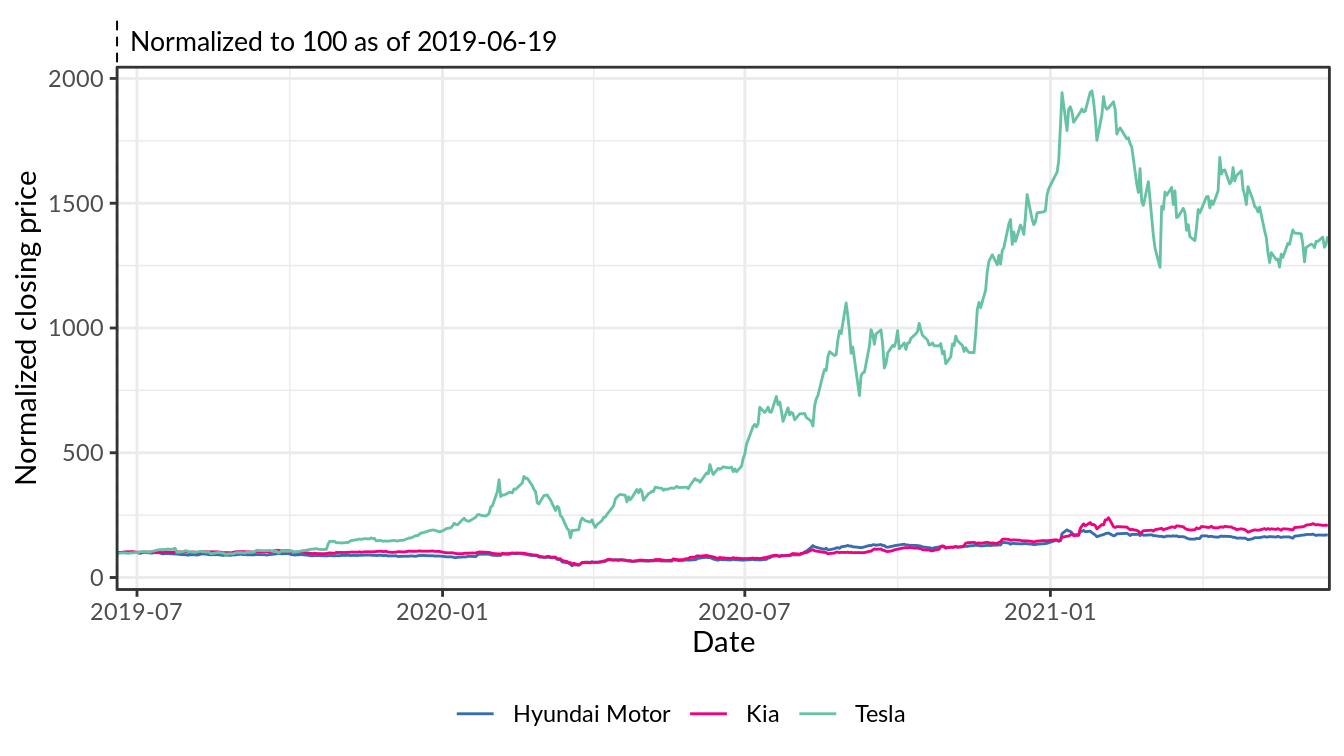 Normalized to 100 as of 2019-06-19
Normalized closing price
2000
1500
1000
500
0
2019-07
2020-01
2020-07
2021-01
Date
Hyundai Motor
Kia
Tesla